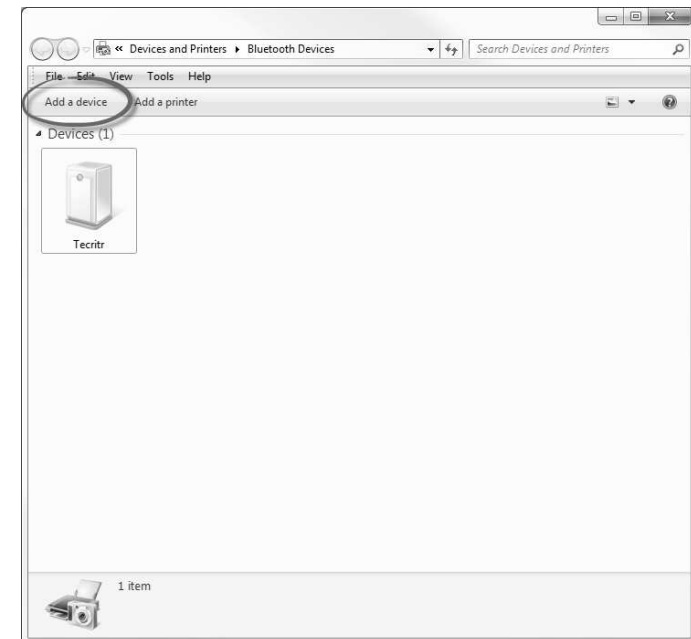 « Devices and Printers Bluetooth Devices Search Devices and Printers
File Edit View Tools Help
Add a device Add a printer
Devices (1)
Tecritr
1 item